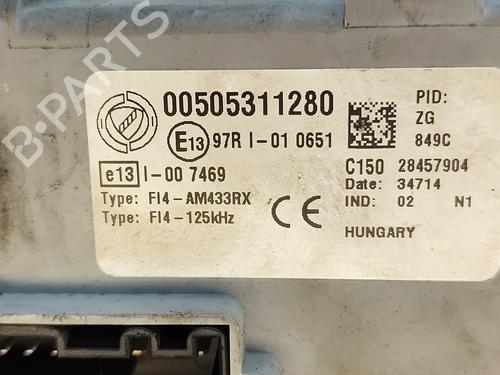 B-PARTS
00505311280
E13 97R I-01 0651
e13 I-00 7469
Type: FI4-AM433RX
Type: FI4-125kHz
CE
PID:
ZG
849C
C150 28457904
Date: 34714
IND: 02 N1
HUNGARY